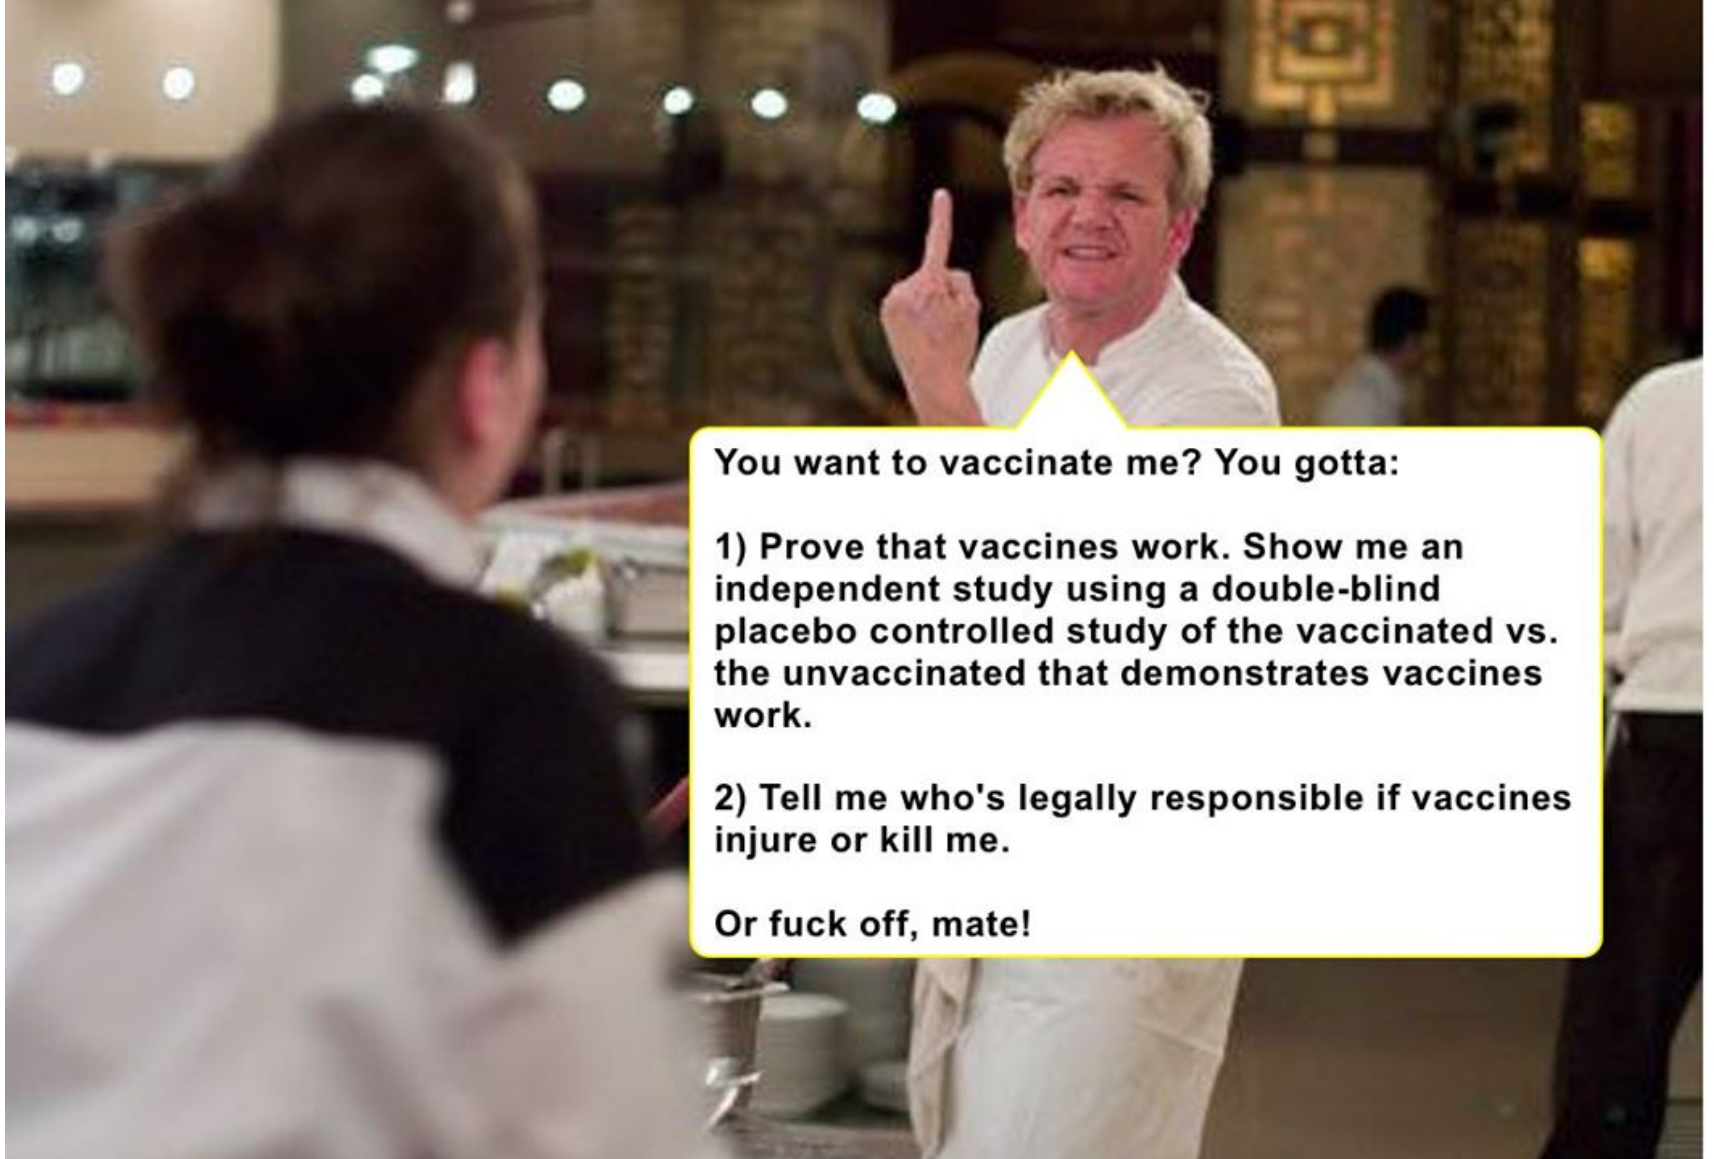 You want to vaccinate me? You gotta:
1) Prove that vaccines work. Show me an
independent study using a double-blind
placebo controlled study of the vaccinated vs.
the unvaccinated that demonstrates vaccines
work.
2) Tell me who's legally responsible if vaccines
injure or kill me.
Or fuck off, mate!